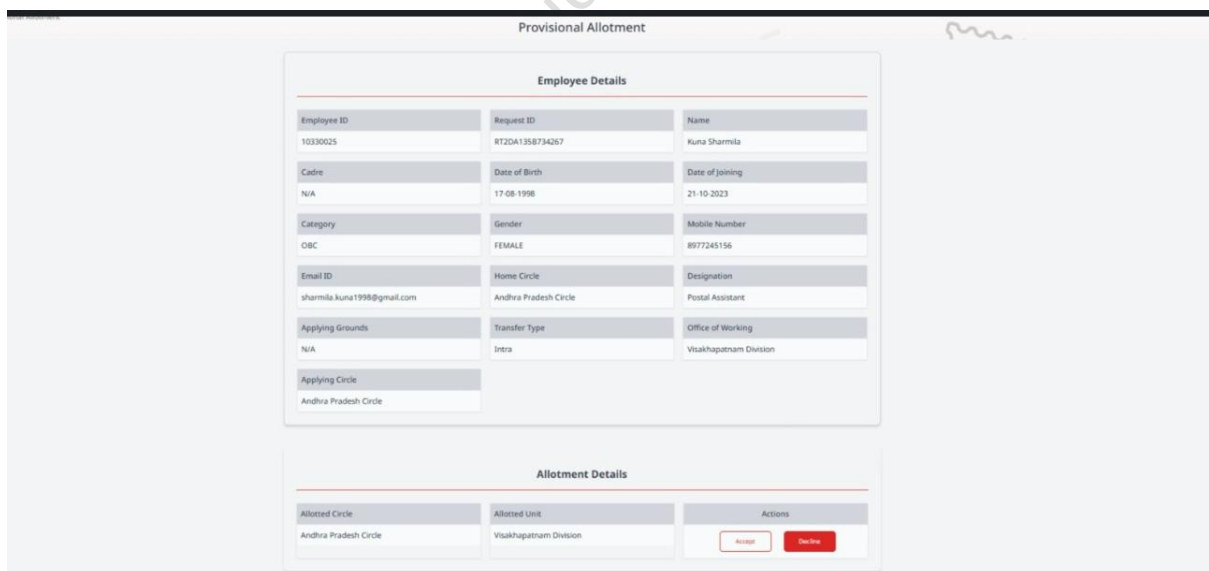 Provisional Allotment
Employee Details
Employee ID Request ID Name
10330025 RT2DA135B734267 Kuna Sharmila
Cadre Date of Birth Date of Joining
N/A 17-08-1998 21-10-2023
Category Gender Mobile Number
OBC FEMALE 8977245156
Email ID Home Circle Designation
sharmila.kuna1998@gmail.com Andhra Pradesh Circle Postal Assistant
Applying Grounds Transfer Type Office of Working
N/A Intra Visakhapatnam Division
Applying Circle
Andhra Pradesh Circle
Allotment Details
Allotted Circle Allotted Unit Actions
Andhra Pradesh Circle Visakhapatnam Division Accept Decline